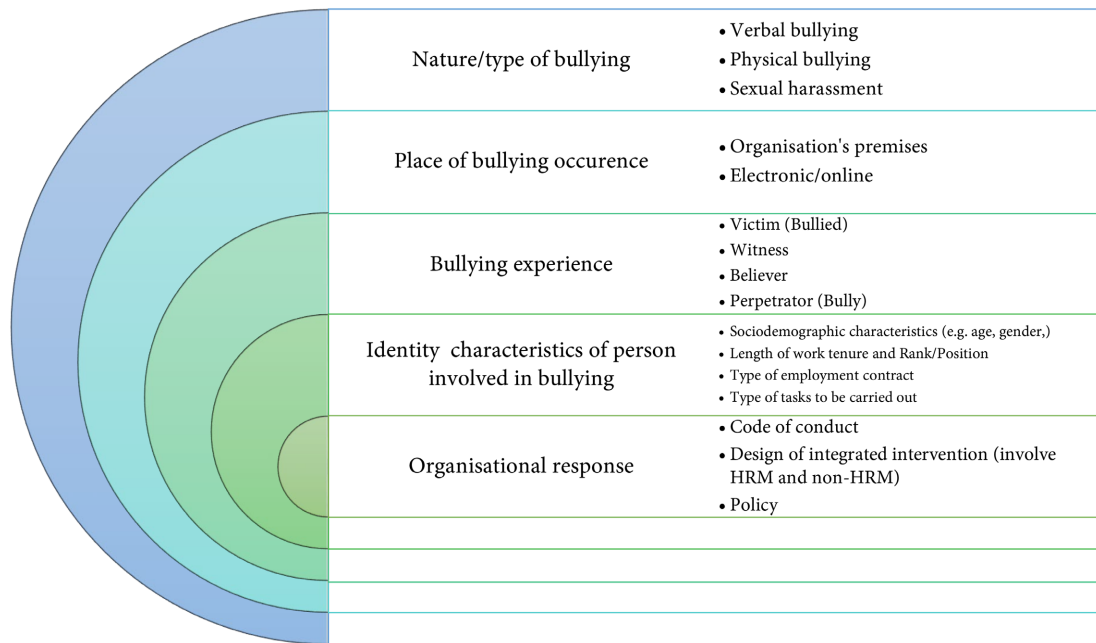 Nature/type of bullying
• Verbal bullying
• Physical bullying
• Sexual harassment
Place of bullying occurence
• Organisation's premises
• Electronic/online
Bullying experience
• Victim (Bullied)
• Witness
• Believer
• Perpetrator (Bully)
Identity characteristics of person
involved in bullying
• Sociodemographic characteristics (e.g. age, gender,)
• Length of work tenure and Rank/Position
• Type of employment contract
• Type of tasks to be carried out
Organisational response
• Code of conduct
• Design of integrated intervention (involve
HRM and non-HRM)
• Policy